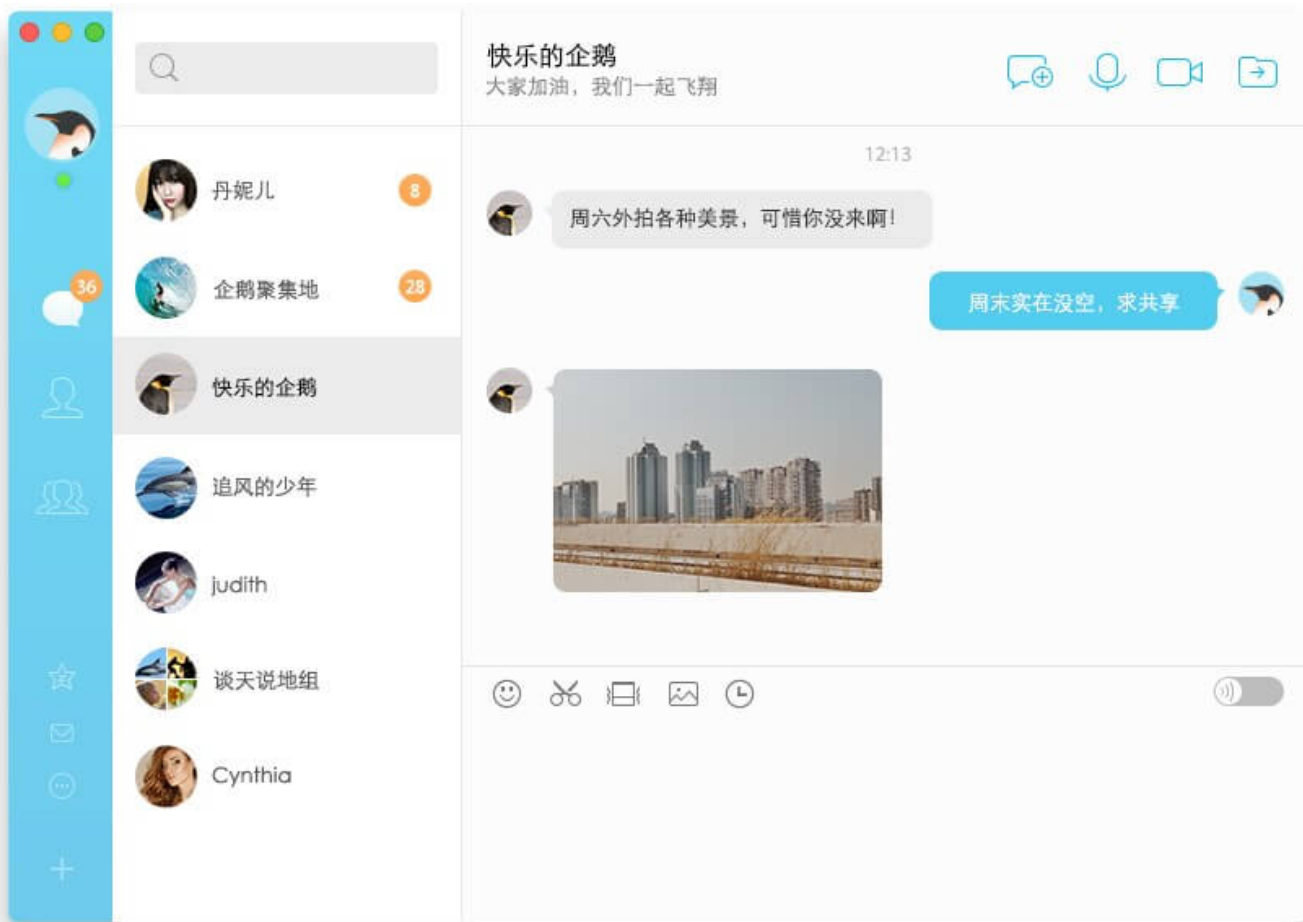 36
丹妮儿
8
企鹅聚集地
28
快乐的企鹅
追风的少年
judith
谈天说地组
Cynthia
快乐的企鹅
大家加油，我们一起飞翔
12:13
周六外拍各种美景，可惜你没来啊！
周末实在没空，求共享